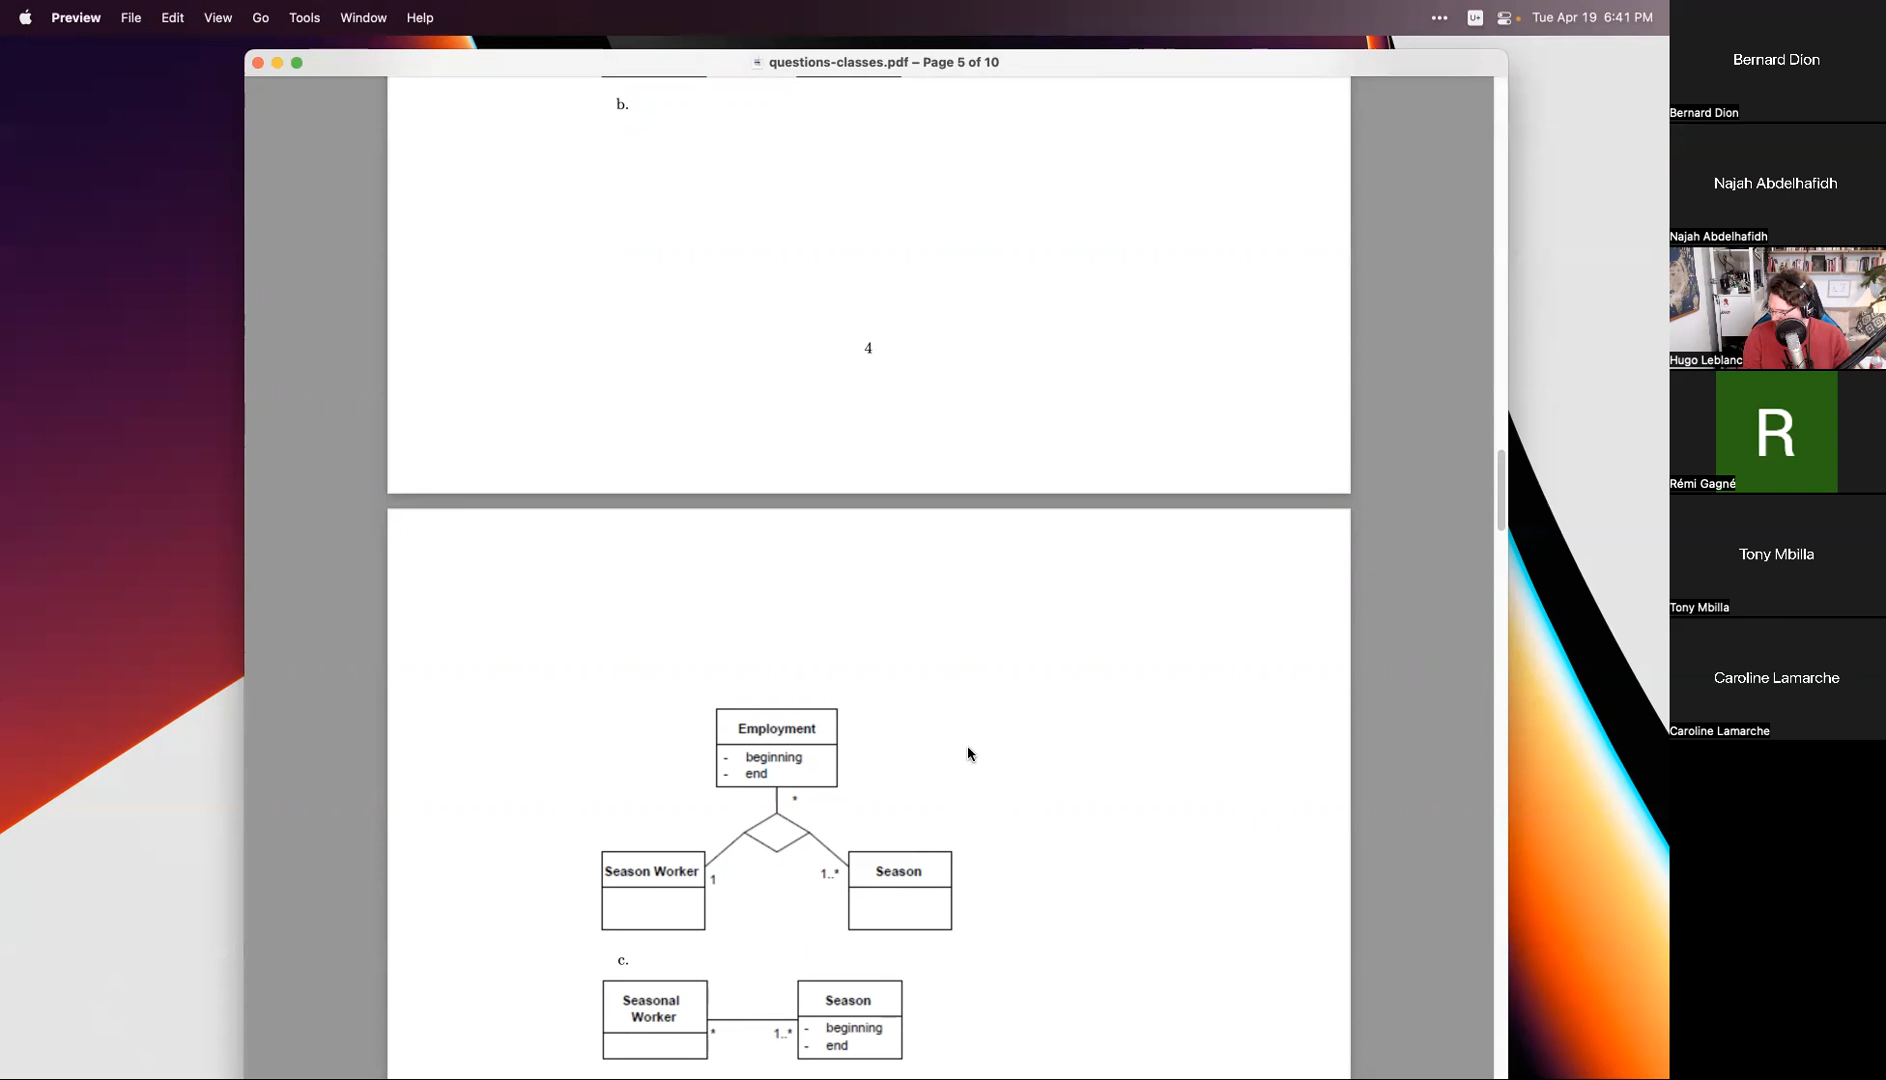 Preview File Edit View Go Tools Window Help
••• U+ Tue Apr 19 6:41 PM
questions-classes.pdf – Page 5 of 10
b.
4
Employment
- beginning
- end
*
Season Worker
1
1..*
Season
c.
Seasonal
Worker
*
1..*
Season
- beginning
- end
Bernard Dion
Bernard Dion
Najah Abdelhafidh
Najah Abdelhafidh
Hugo Leblanc
R
Rémi Gagné
Tony Mbilla
Tony Mbilla
Caroline Lamarche
Caroline Lamarche